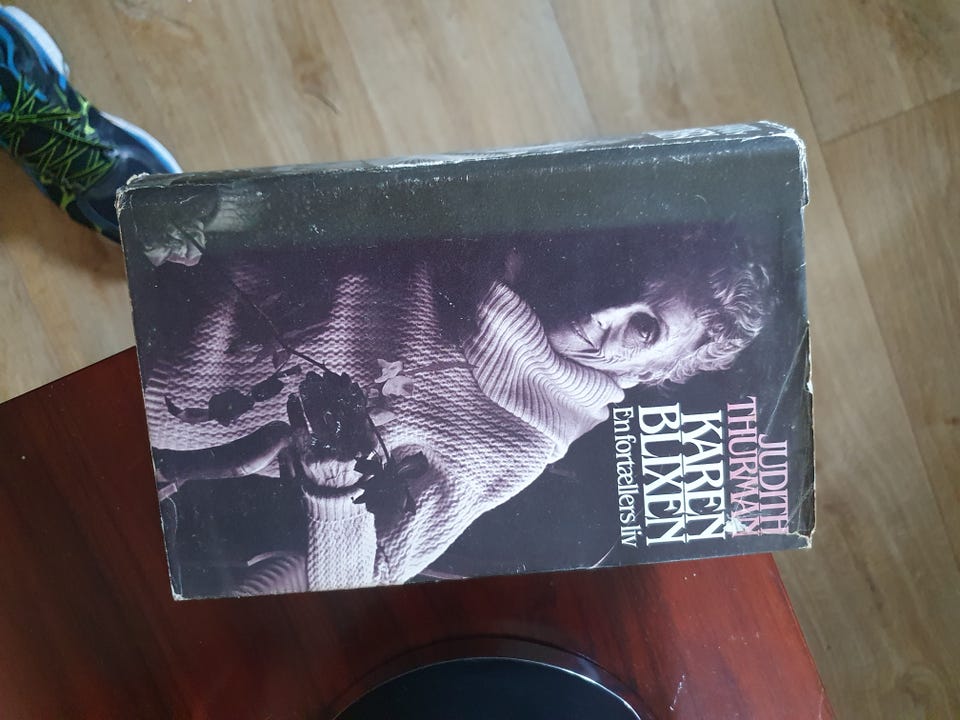 JUDITH
THURMAN
KAREN
BLIXEN
En fortællers liv